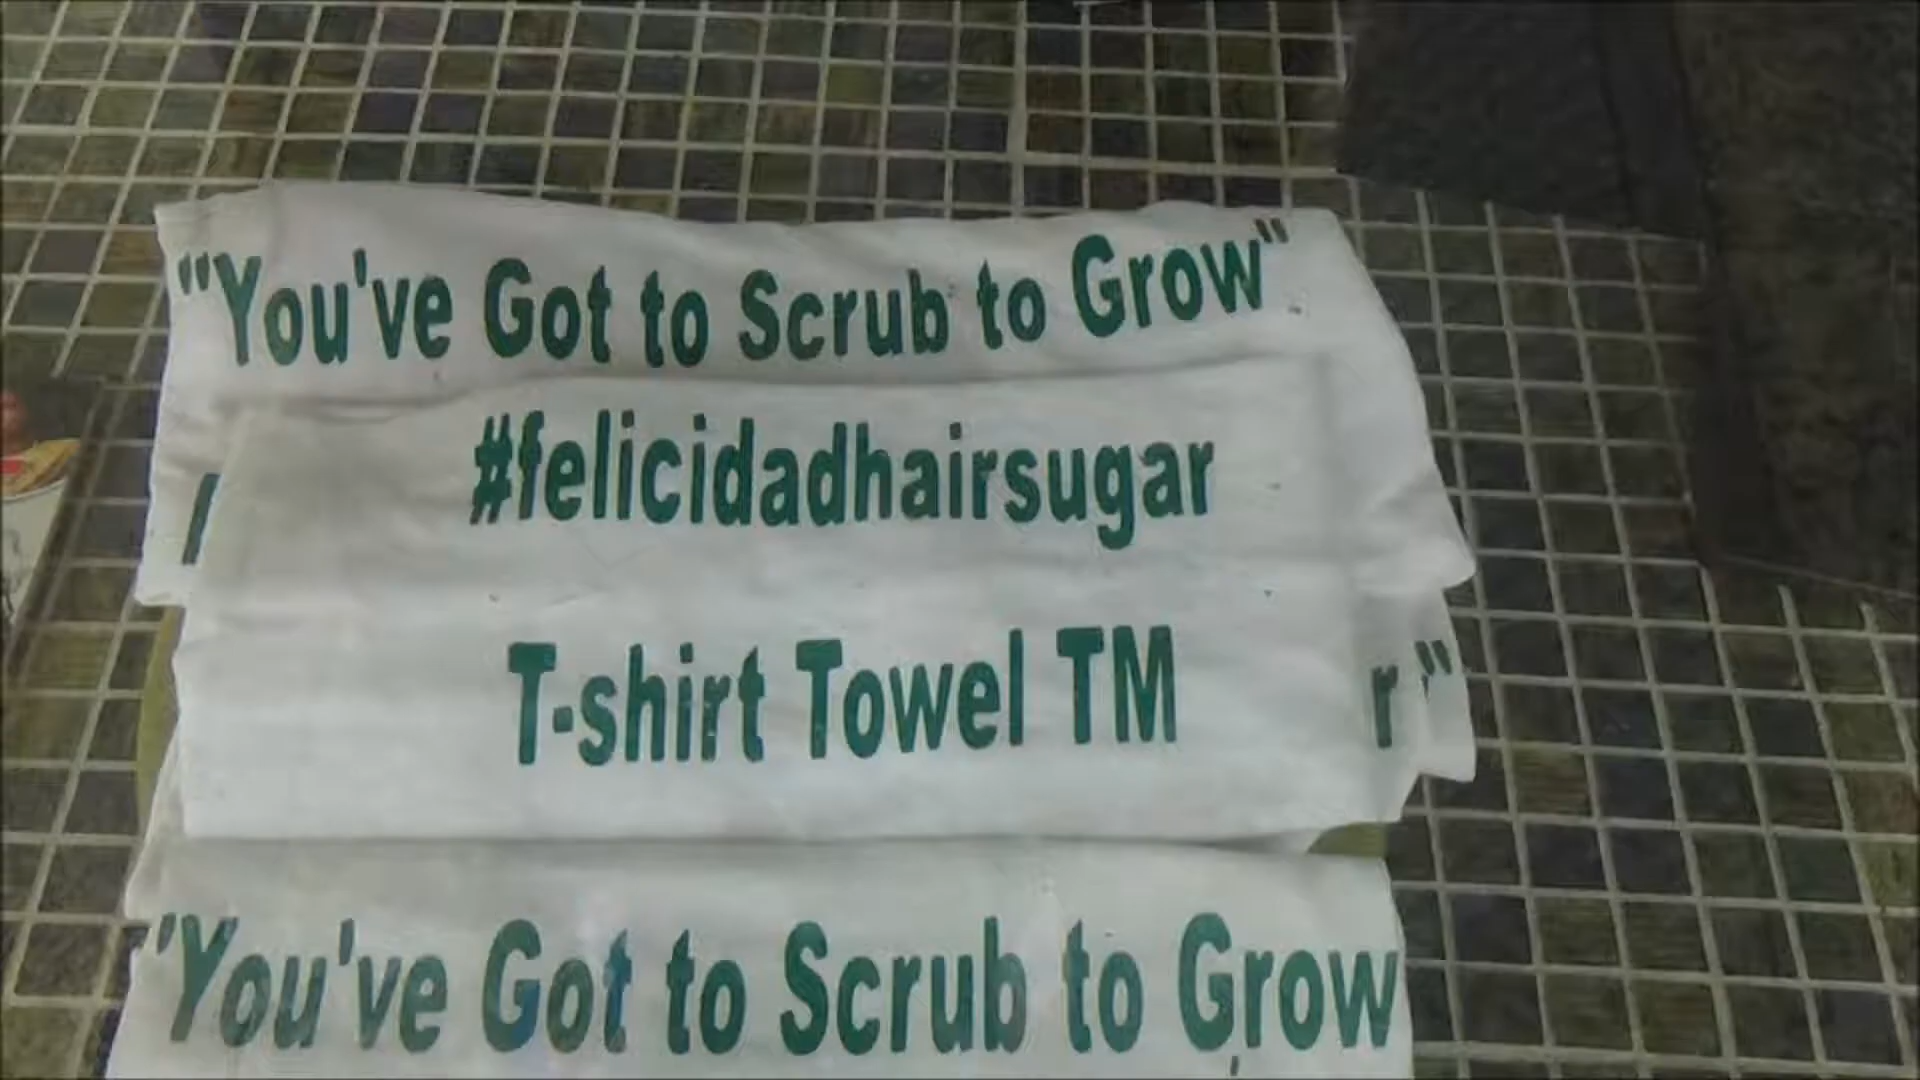 "You've Got to Scrub to Grow"
#felicidadhairsugar
T-shirt Towel TM
r "
"You've Got to Scrub to Grow